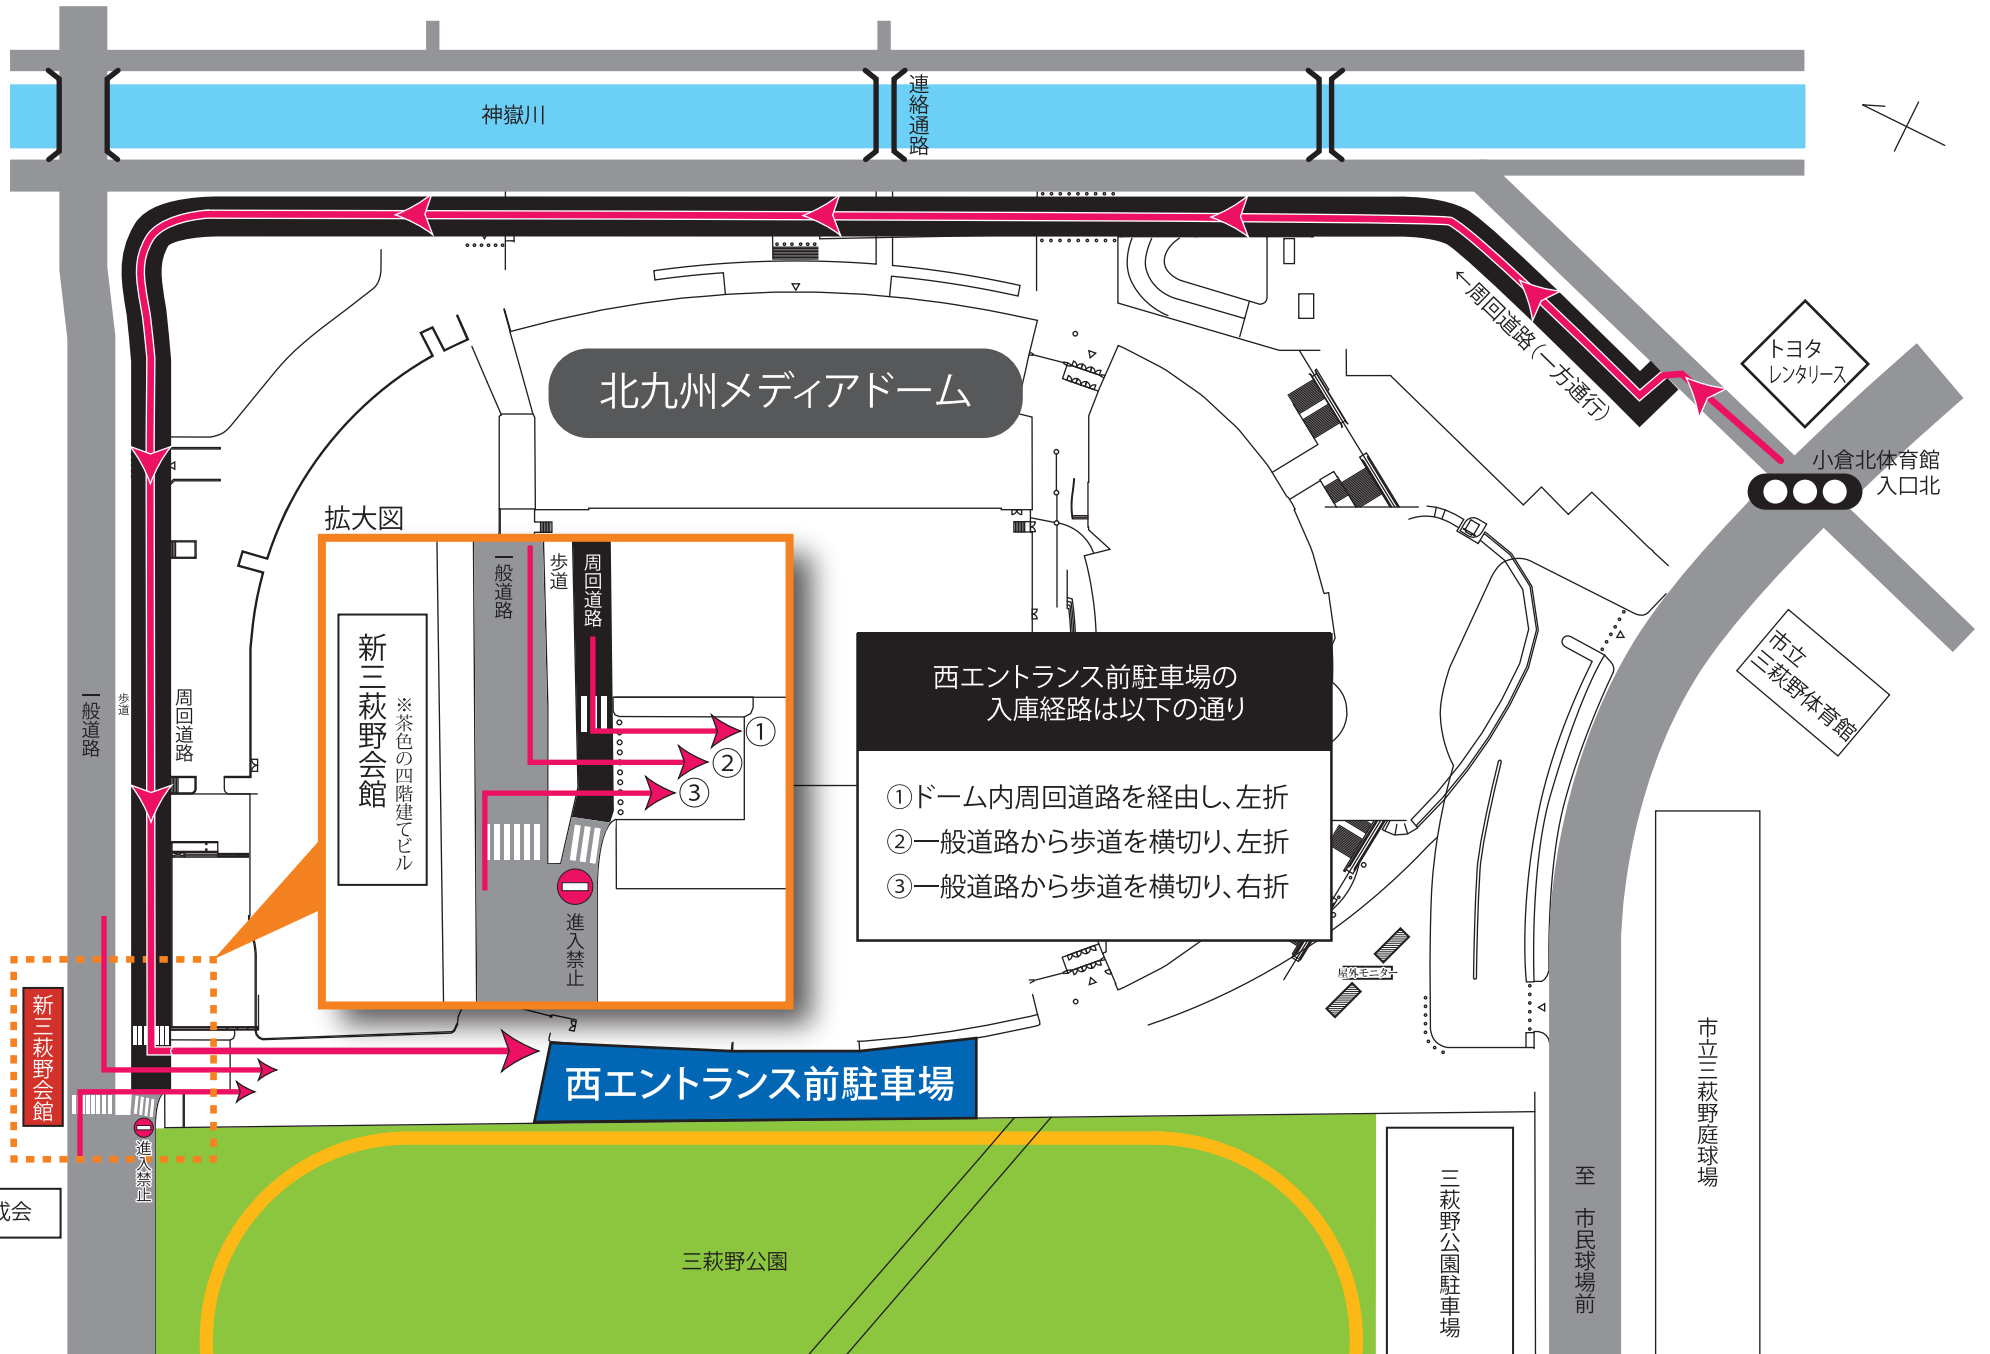 神嶽川
連絡通路
←周回道路（一方通行）
トヨタ
レンタリース
小倉北体育館
入口北
北九州メディアドーム
拡大図
一般道路
歩道
周回道路
新三萩野会館
※茶色の四階建てビル
①
②
③
進入禁止
西エントランス前駐車場の
入庫経路は以下の通り
①ドーム内周回道路を経由し、左折
②一般道路から歩道を横切り、左折
③一般道路から歩道を横切り、右折
市立
三萩野体育館
一般道路
歩道
周回道路
屋外モニター
新三萩野会館
進入禁止
西エントランス前駐車場
三萩野公園
三萩野公園駐車場
至 市民球場前
市立三萩野庭球場
成会